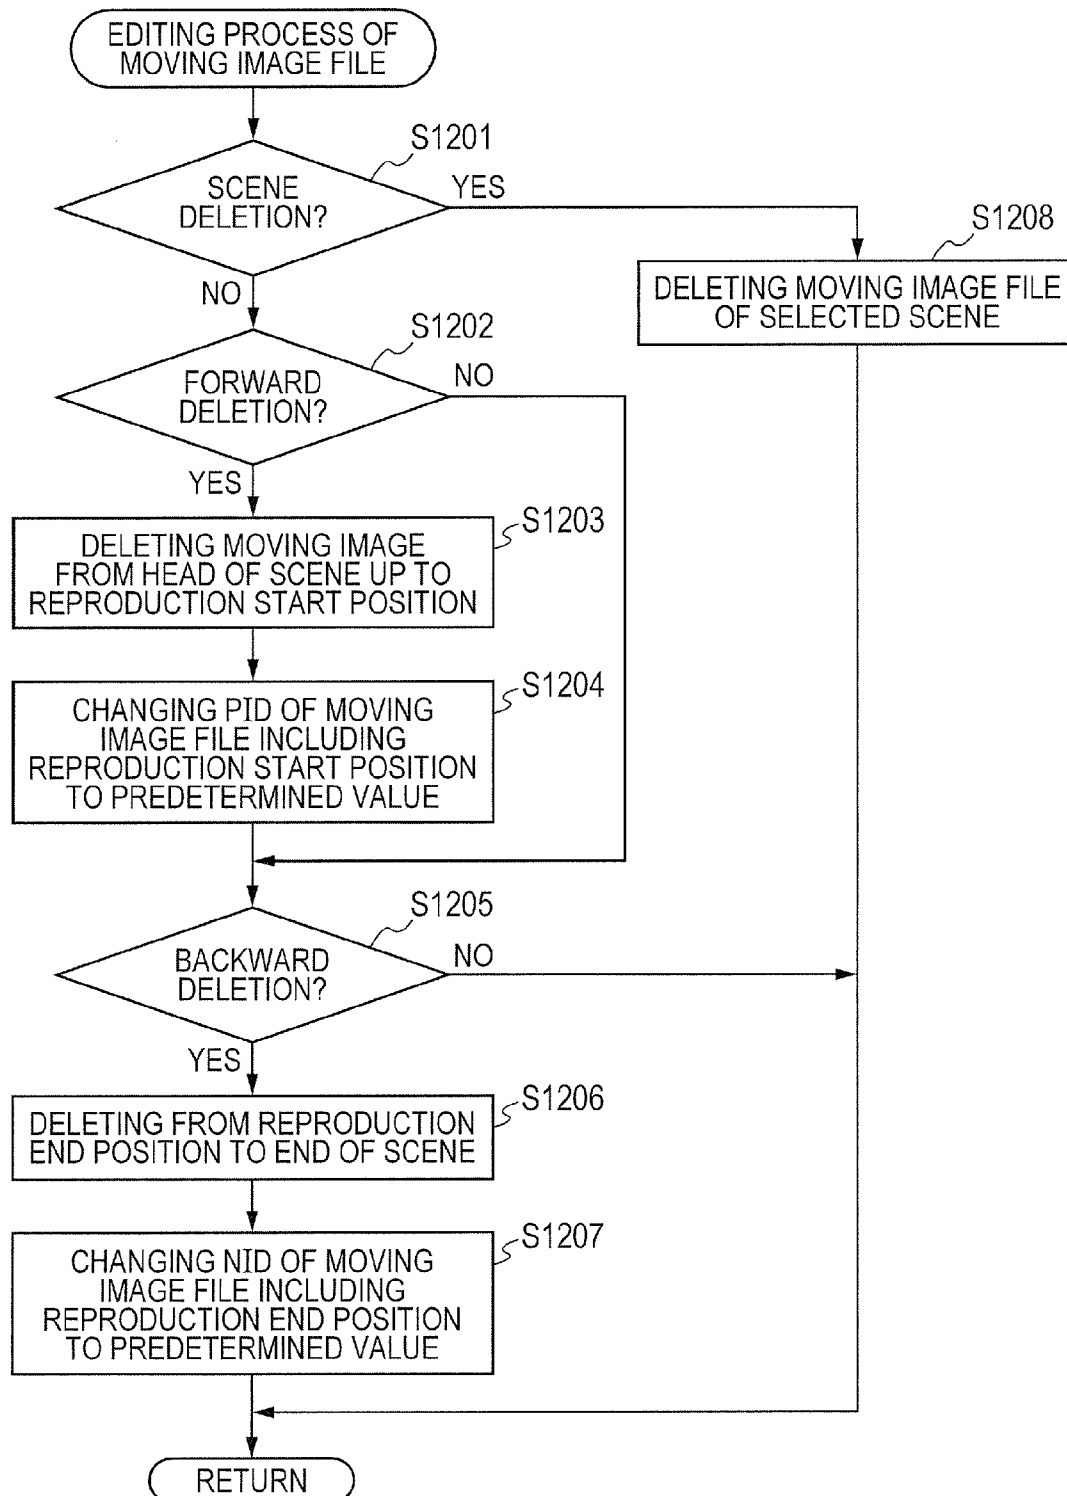 EDITING PROCESS OF
MOVING IMAGE FILE
S1201
SCENE
DELETION?
YES
NO
S1208
DELETING MOVING IMAGE FILE
OF SELECTED SCENE
S1202
FORWARD
DELETION?
NO
YES
S1203
DELETING MOVING IMAGE
FROM HEAD OF SCENE UP TO
REPRODUCTION START POSITION
S1204
CHANGING PID OF MOVING
IMAGE FILE INCLUDING
REPRODUCTION START POSITION
TO PREDETERMINED VALUE
S1205
BACKWARD
DELETION?
NO
YES
S1206
DELETING FROM REPRODUCTION
END POSITION TO END OF SCENE
S1207
CHANGING NID OF MOVING
IMAGE FILE INCLUDING
REPRODUCTION END POSITION
TO PREDETERMINED VALUE
RETURN